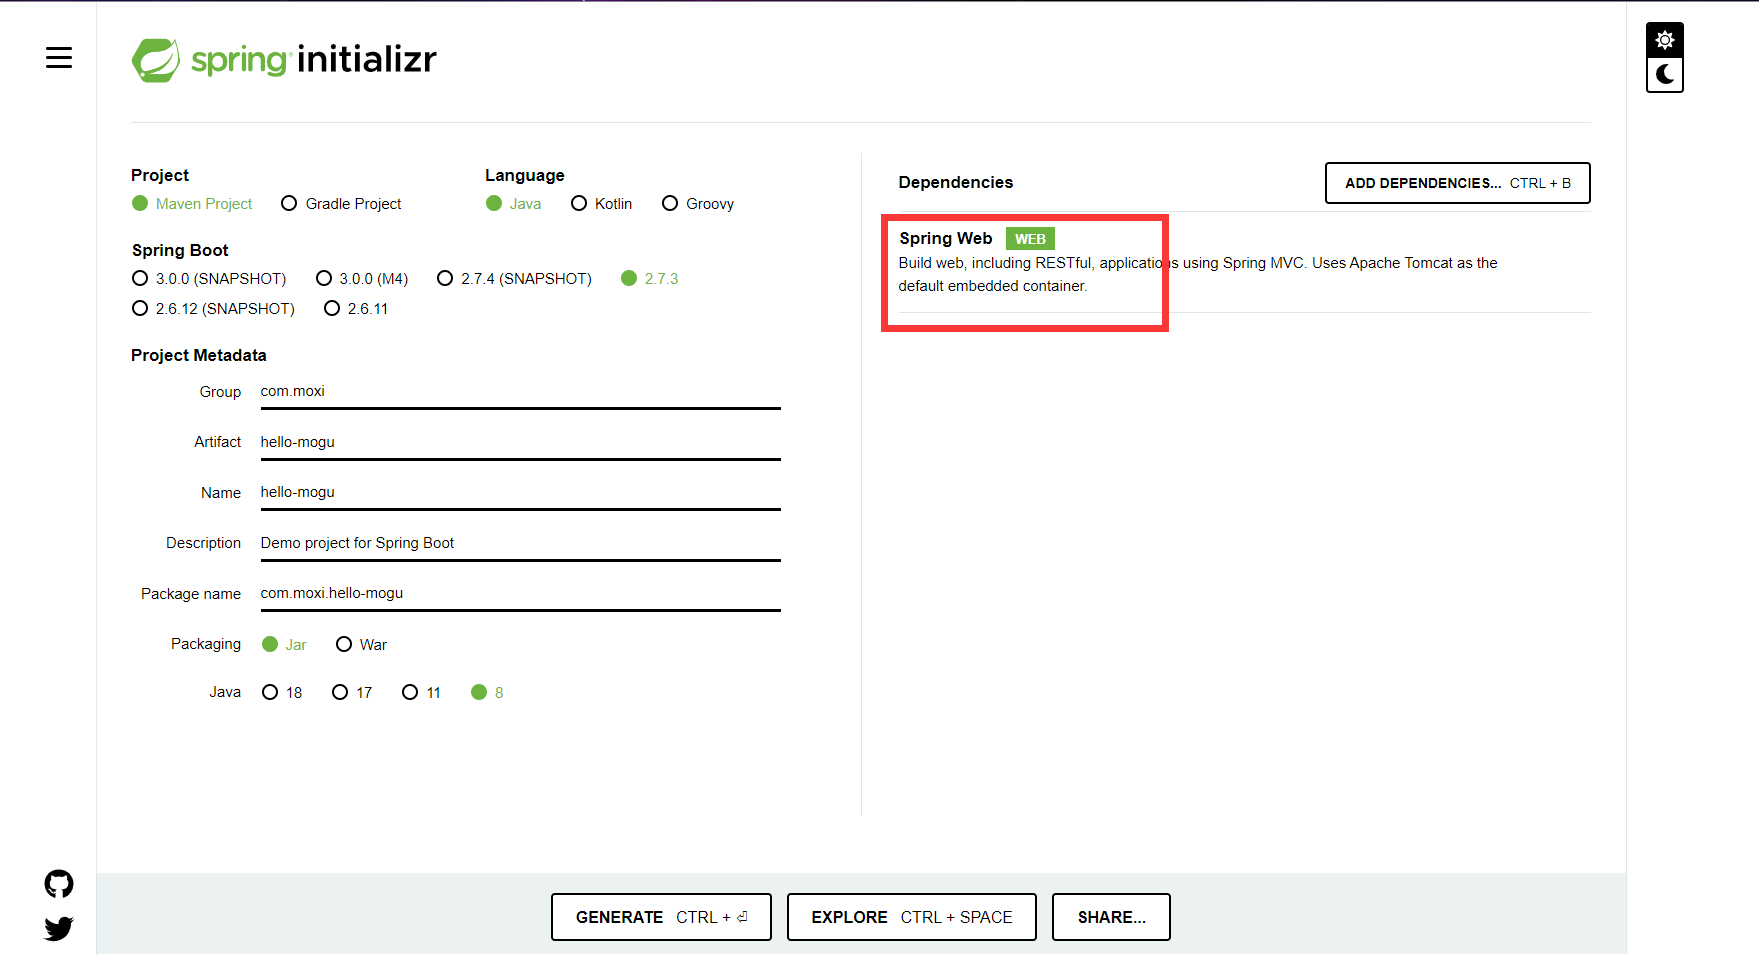 spring initializr
Project
Maven Project Gradle Project
Language
Java Kotlin Groovy
Spring Boot
3.0.0 (SNAPSHOT) 3.0.0 (M4) 2.7.4 (SNAPSHOT) 2.7.3
2.6.12 (SNAPSHOT) 2.6.11
Project Metadata
Group com.moxi
Artifact hello-mogu
Name hello-mogu
Description Demo project for Spring Boot
Package name com.moxi.hello-mogu
Packaging Jar War
Java 18 17 11 8
Dependencies
ADD DEPENDENCIES... CTRL + B
Spring Web WEB
Build web, including RESTful, applications using Spring MVC. Uses Apache Tomcat as the
default embedded container.
GENERATE CTRL + ⏎
EXPLORE CTRL + SPACE
SHARE...